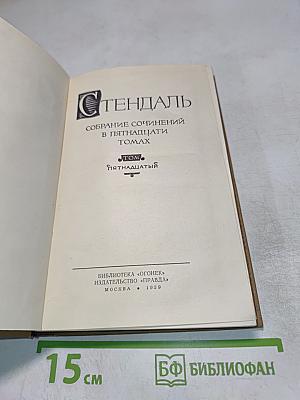 СТЕНДАЛЬ
СОБРАНИЕ СОЧИНЕНИЙ
В ПЯТНАДЦАТИ
ТОМАХ
ТОМ
ПЯТНАДЦАТЫЙ
БИБЛИОТЕКА «ОГОНЕК»
ИЗДАТЕЛЬСТВО «ПРАВДА»
МОСКВА • 1959
15 см
БФ БИБЛИОФАН